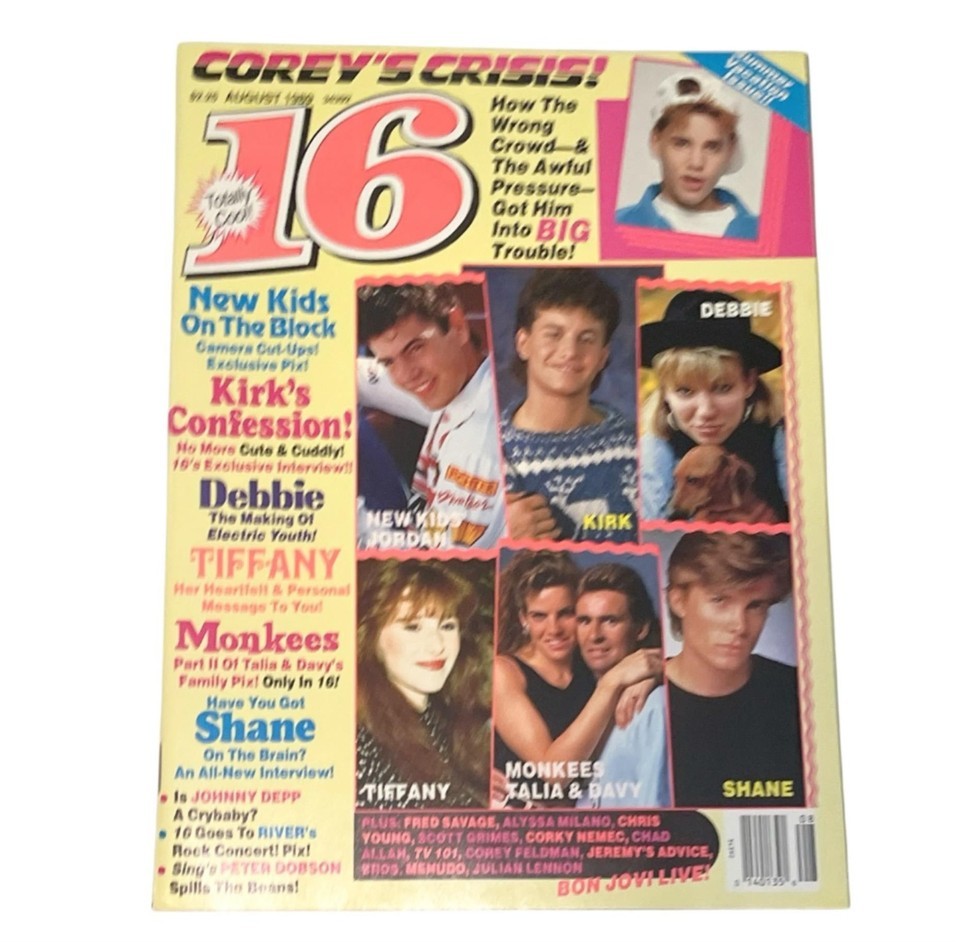 COREY'S CRISIS!
Summer
Vacation
Issue!!
$2.25 AUGUST 1989
16
Totally
Cool!
How The
Wrong
Crowd—&
The Awful
Pressure—
Got Him
Into BIG
Trouble!
New Kids
On The Block
Camera Cut-Ups!
Exclusive Pix!
Kirk's
Confession!
No More Cute & Cuddly!
16's Exclusive Interview!!
Debbie
The Making Of
Electric Youth!
TIFFANY
Her Heartfelt & Personal
Message To You!
Monkees
Part II Of Talia & Davy's
Family Pix! Only In 16!
Have You Got
Shane
On The Brain?
An All-New Interview!
• Is JOHNNY DEPP
A Crybaby?
• 16 Goes To RIVER's
Rock Concert! Pix!
• Sing's PETER DOBSON
Spills The Beans!
NEW KIDS'
JORDAN
KIRK
DEBBIE
TIFFANY
MONKEES
TALIA & DAVY
SHANE
PLUS: FRED SAVAGE, ALYSSA MILANO, CHRIS
YOUNG, SCOTT GRIMES, CORKY NEMEC, CHAD
ALLAN, TV 101, COREY FELDMAN, JEREMY'S ADVICE,
BROS, MENUDO, JULIAN LENNON
BON JOVI LIVE!
08